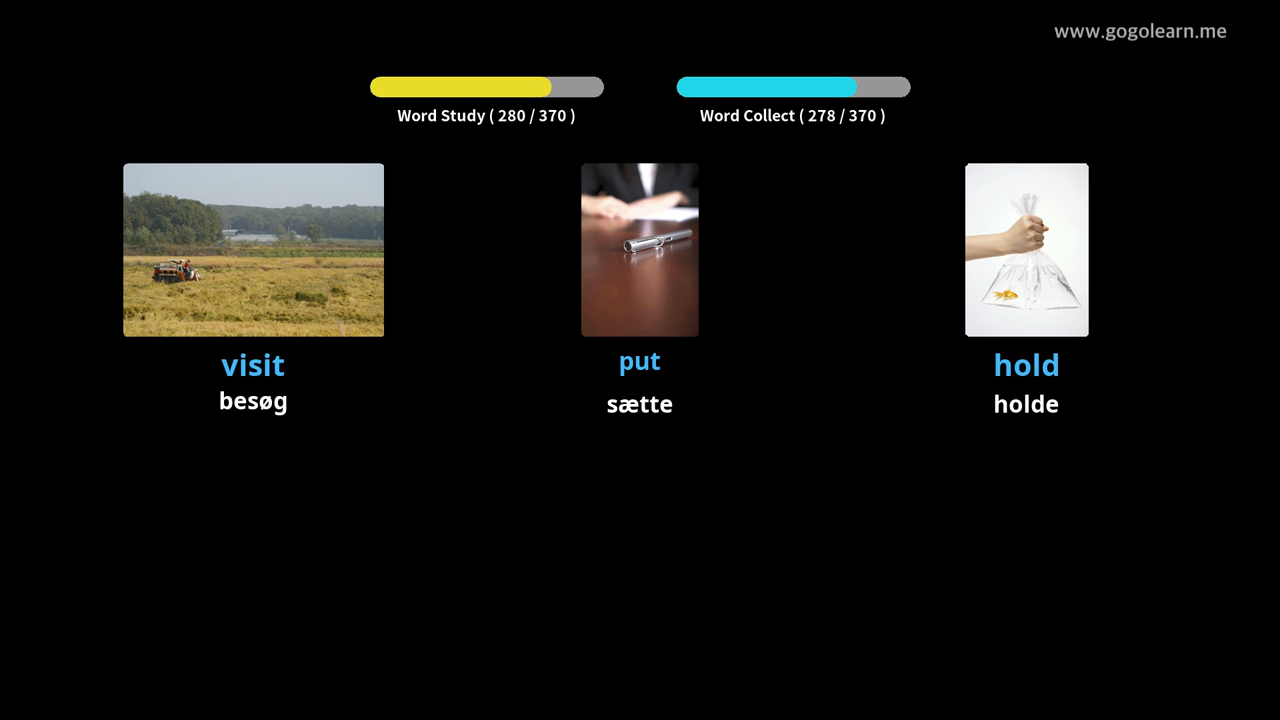 www.gogolearn.me
Word Study ( 280 / 370 )
Word Collect ( 278 / 370 )
visit
besøg
put
sætte
hold
holde